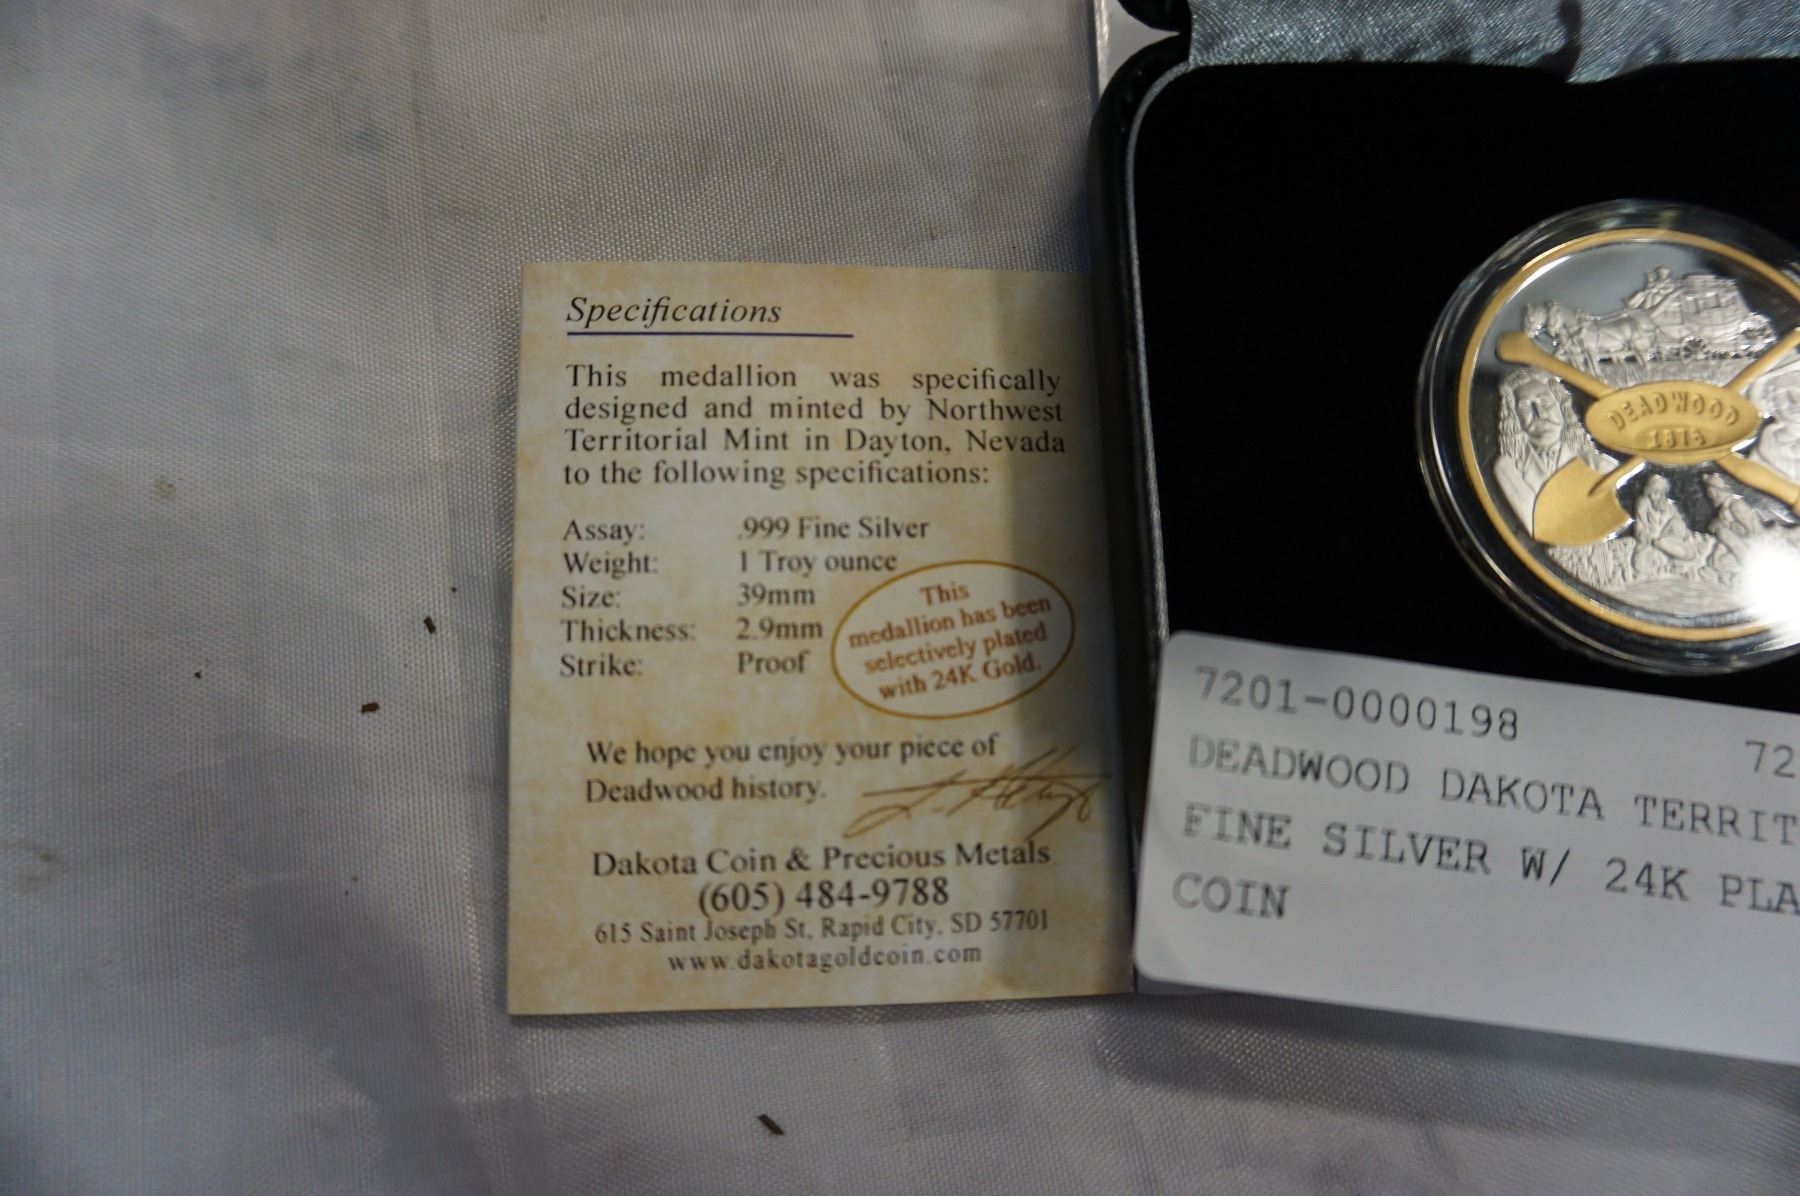 Specifications
This medallion was specifically
designed and minted by Northwest
Territorial Mint in Dayton, Nevada
to the following specifications:
Assay: .999 Fine Silver
Weight: 1 Troy ounce
Size: 39mm
Thickness: 2.9mm
Strike: Proof
This
medallion has been
selectively plated
with 24K Gold.
We hope you enjoy your piece of
Deadwood history.
Dakota Coin & Precious Metals
(605) 484-9788
615 Saint Joseph St, Rapid City, SD 57701
www.dakotagoldcoin.com
DEADWOOD
1876
7201-0000198
72
DEADWOOD DAKOTA TERRIT
FINE SILVER W/ 24K PLA
COIN